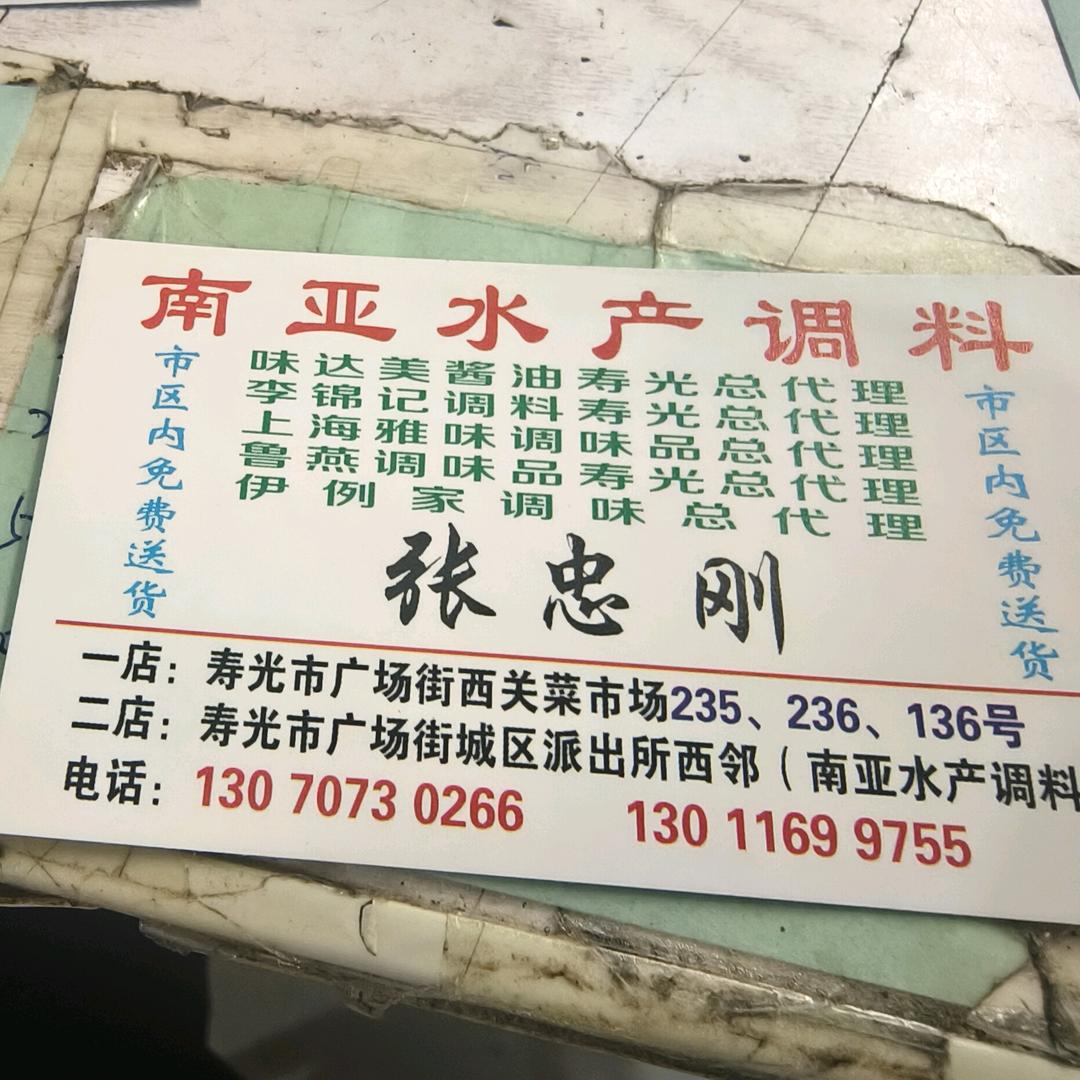 南亚水产调料
市区内免费送货
味达美酱油寿光总代理
李锦记调料寿光总代理
上海雅味调味品总代理
鲁燕调味品寿光总代理
伊例家调味总代理
市区内免费送货
张忠刚
一店：寿光市广场街西关菜市场235、236、136号
二店：寿光市广场街城区派出所西邻（南亚水产调料
电话：130 7073 0266 130 1169 9755